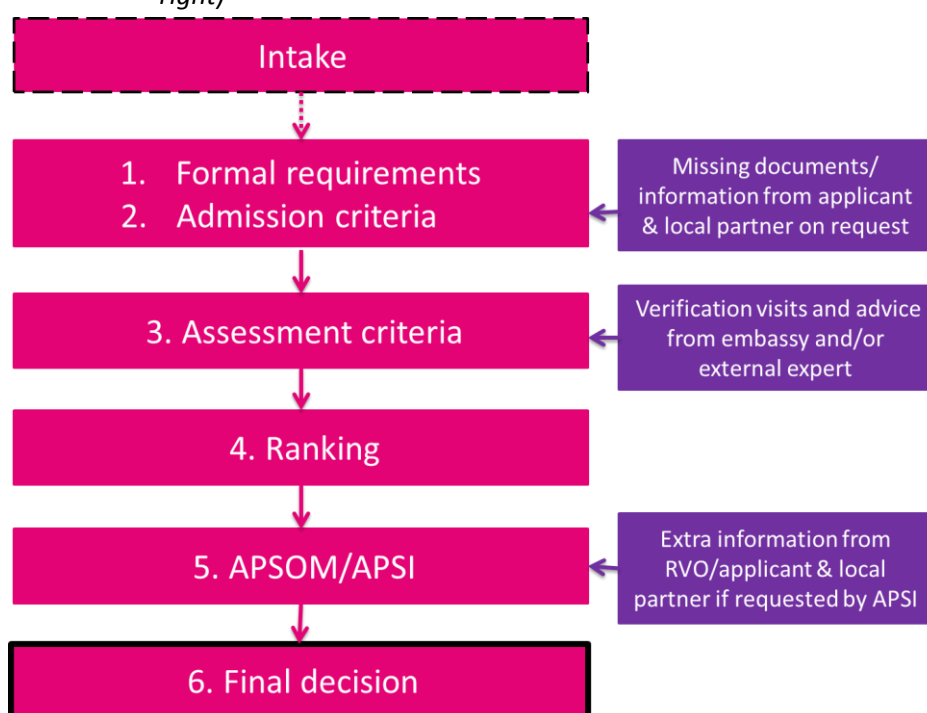 right)
Intake
1. Formal requirements
2. Admission criteria
Missing documents/
information from applicant
& local partner on request
3. Assessment criteria
Verification visits and advice
from embassy and/or
external expert
4. Ranking
5. APSOM/APSI
Extra information from
RVO/applicant & local
partner if requested by APSI
6. Final decision